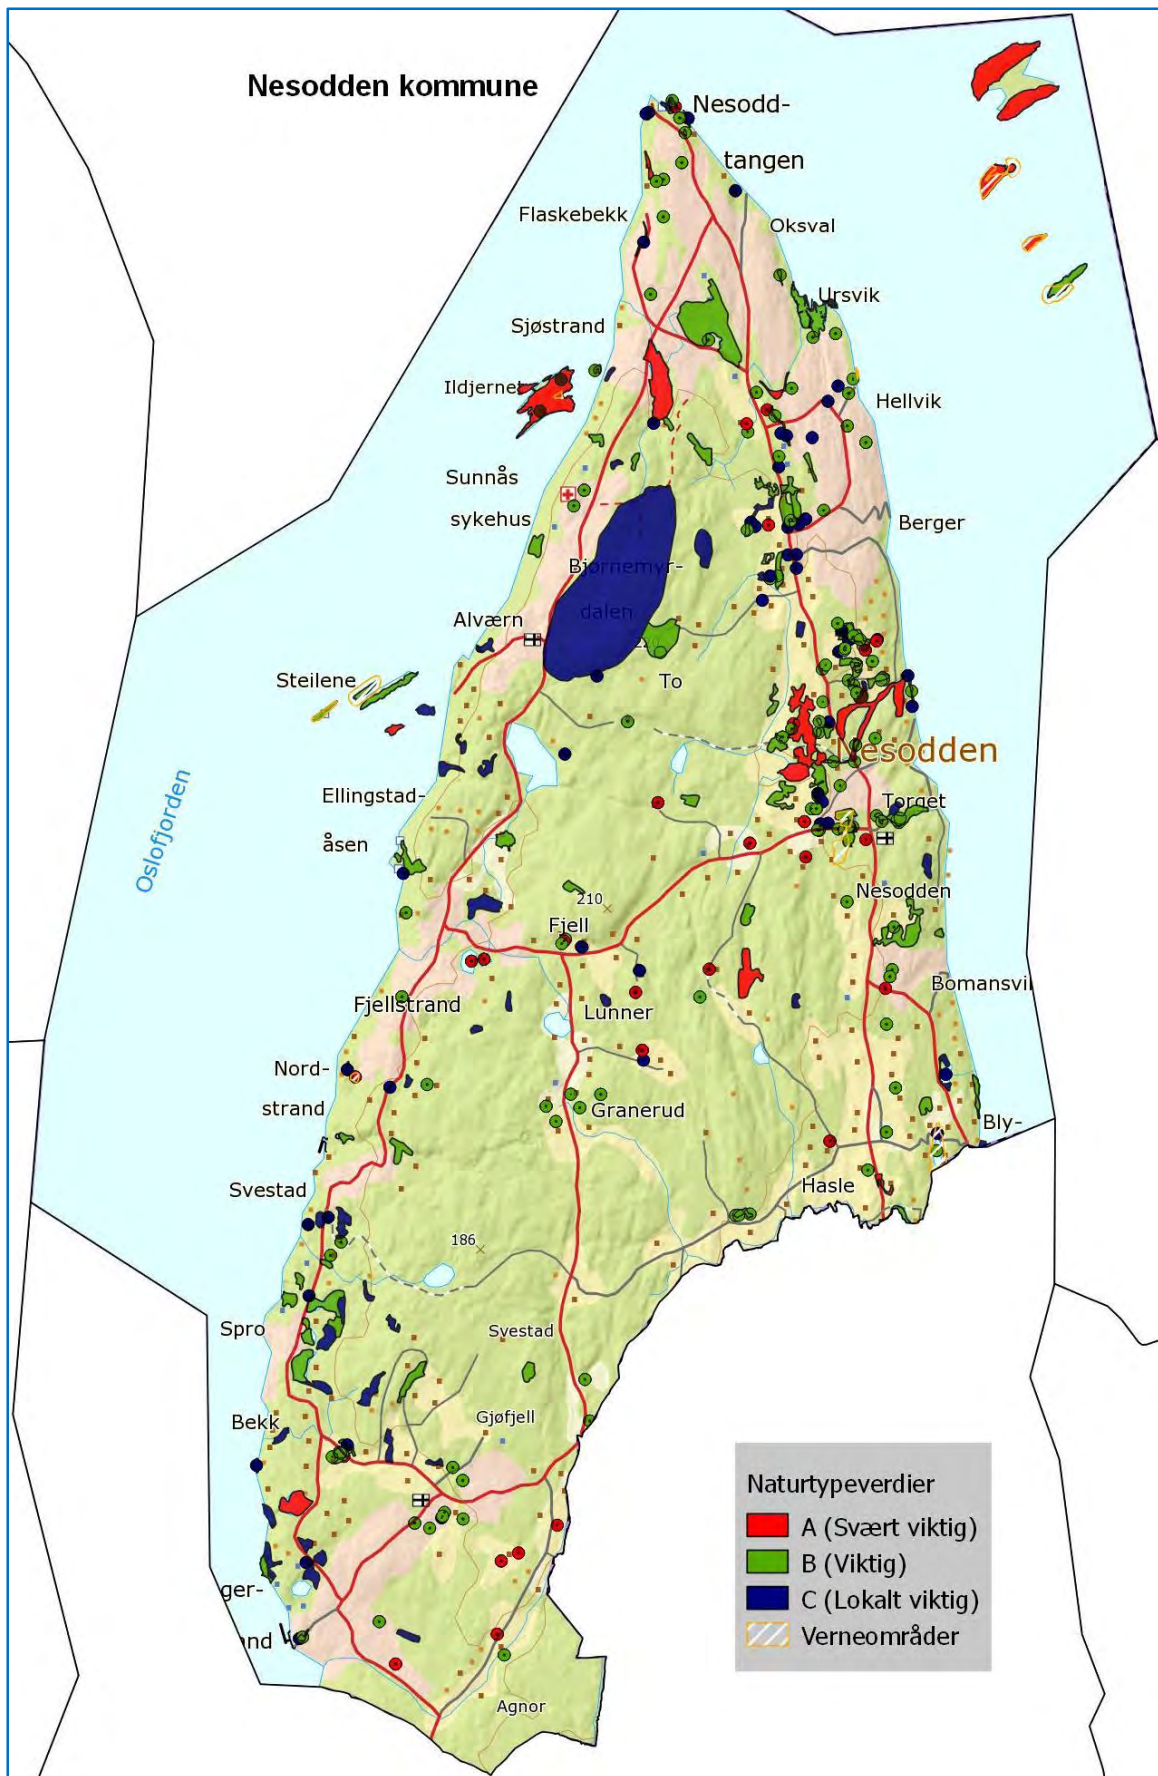 Nesodden kommune
Nesodd-
tangen
Flaskebekk
Oksval
Ursvik
Sjøstrand
Ildjernet
Hellvik
Sunnås
sykehus
Berger
Bjørnemyr-
dalen
Alværn
To
Steilene
Nesodden
Ellingstad-
åsen
Torget
Oslofjorden
Nesodden
210
Fjell
Bomansvi
Fjellstrand
Lunner
Nord-
strand
Granerud
Bly-
Svestad
Hasle
186
Spro
Svestad
Bekk
Gjøfjell
Naturtypeverdier
A (Svært viktig)
B (Viktig)
C (Lokalt viktig)
Verneområder
ger-
and
Agnor